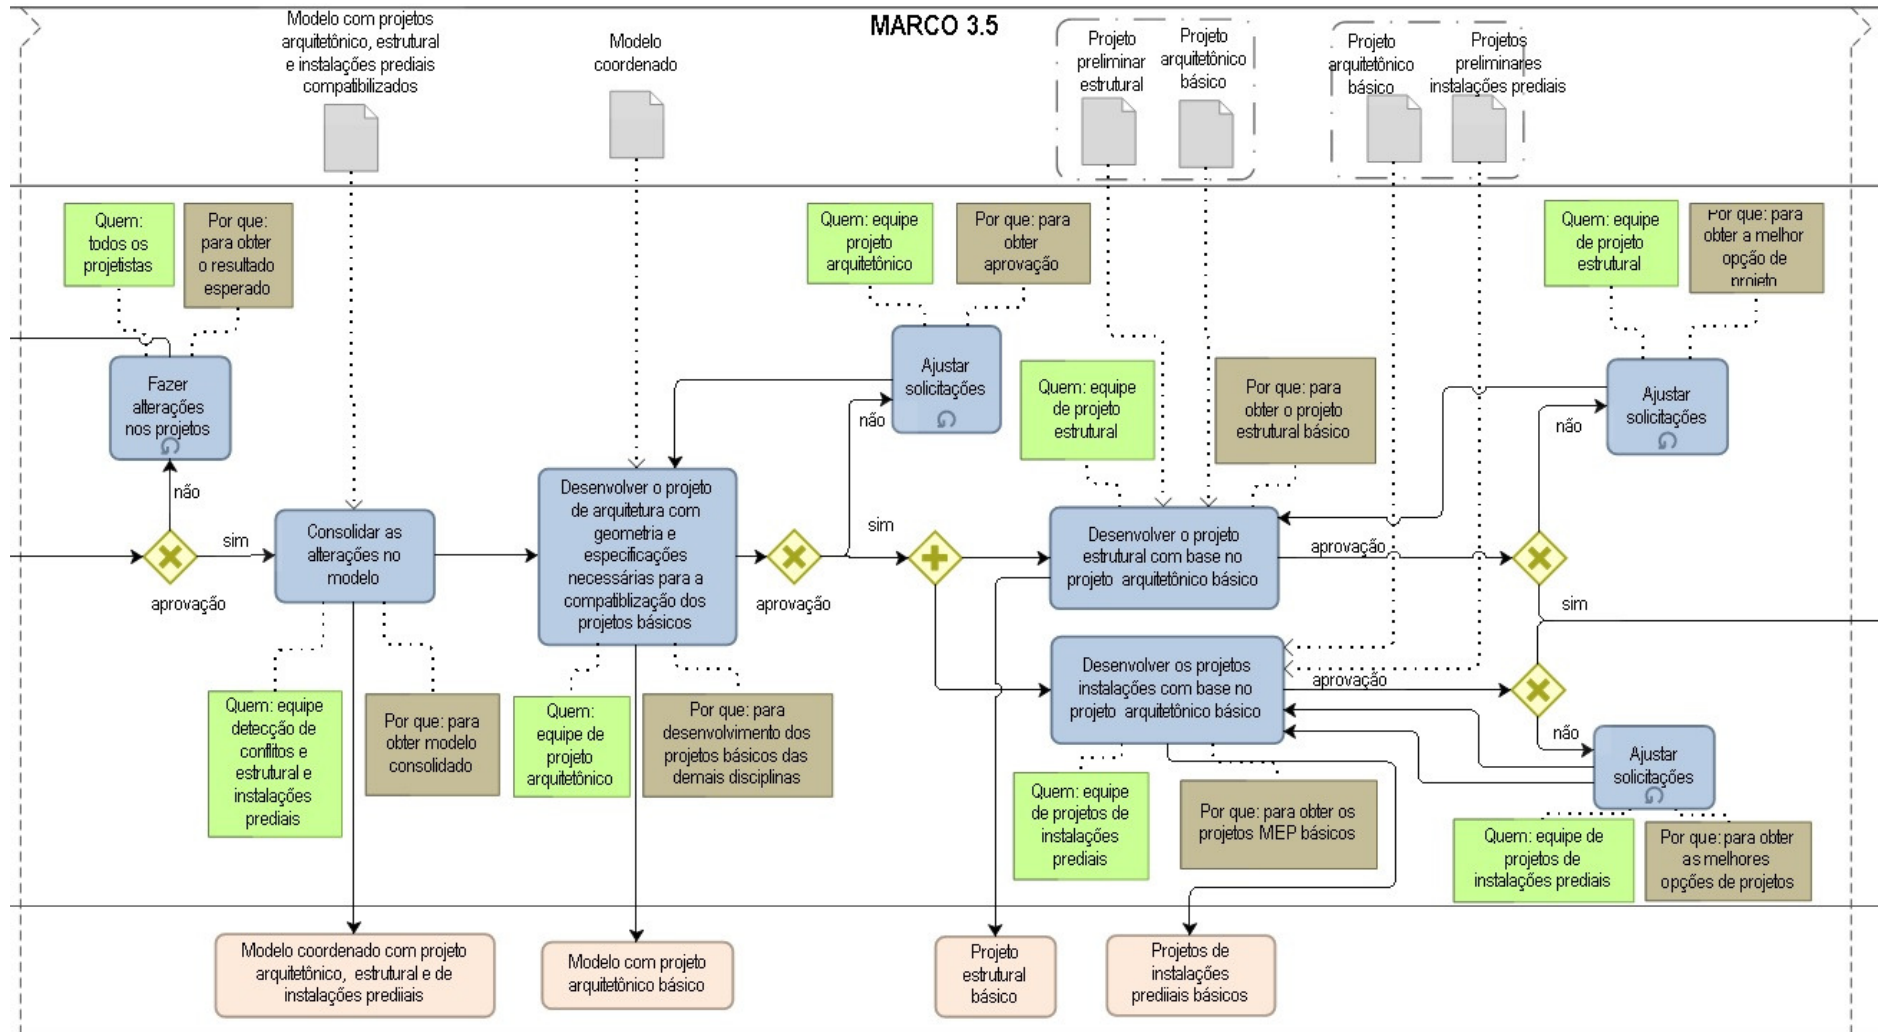 MARCO 3.5
Modelo com projetos
arquitetônico, estrutural
e instalações prediais
compatibilizados
Modelo
coordenado
Projeto
preliminar
estrutural
Projeto
arquitetônico
básico
Projeto
arquitetônico
básico
Projetos
preliminares
instalações prediais
Quem:
todos os
projetistas
Por que:
para obter
o resultado
esperado
Quem: equipe
projeto
arquitetônico
Por que: para
obter
aprovação
Quem: equipe
de projeto
estrutural
Por que: para
obter a melhor
opção de
projeto
Fazer
alterações
nos projetos
Ajustar
solicitações
Quem: equipe
de projeto
estrutural
Por que: para
obter o projeto
estrutural básico
Ajustar
solicitações
não
não
não
Consolidar as
alterações no
modelo
Desenvolver o projeto
de arquitetura com
geometria e
especificações
necessárias para a
compatiblização dos
projetos básicos
Desenvolver o projeto
estrutural com base no
projeto arquitetônico básico
sim
sim
aprovação
aprovação
aprovação
sim
Desenvolver os projetos
instalações com base no
projeto arquitetônico básico
aprovação
não
Quem: equipe
detecção de
conflitos e
estrutural e
instalações
prediais
Por que: para
obter modelo
consolidado
Quem:
equipe de
projeto
arquitetônico
Por que: para
desenvolvimento dos
projetos básicos das
demais disciplinas
Quem: equipe
de projetos de
instalações
prediais
Por que: para obter os
projetos MEP básicos
Ajustar
solicitações
Quem: equipe de
projetos de
instalações prediais
Por que: para obter
as melhores
opções de projetos
Modelo coordenado com projeto
arquitetônico, estrutural e de
instalações prediiais
Modelo com projeto
arquitetônico básico
Projeto
estrutural
básico
Projetos de
instalações
prediiais básicos